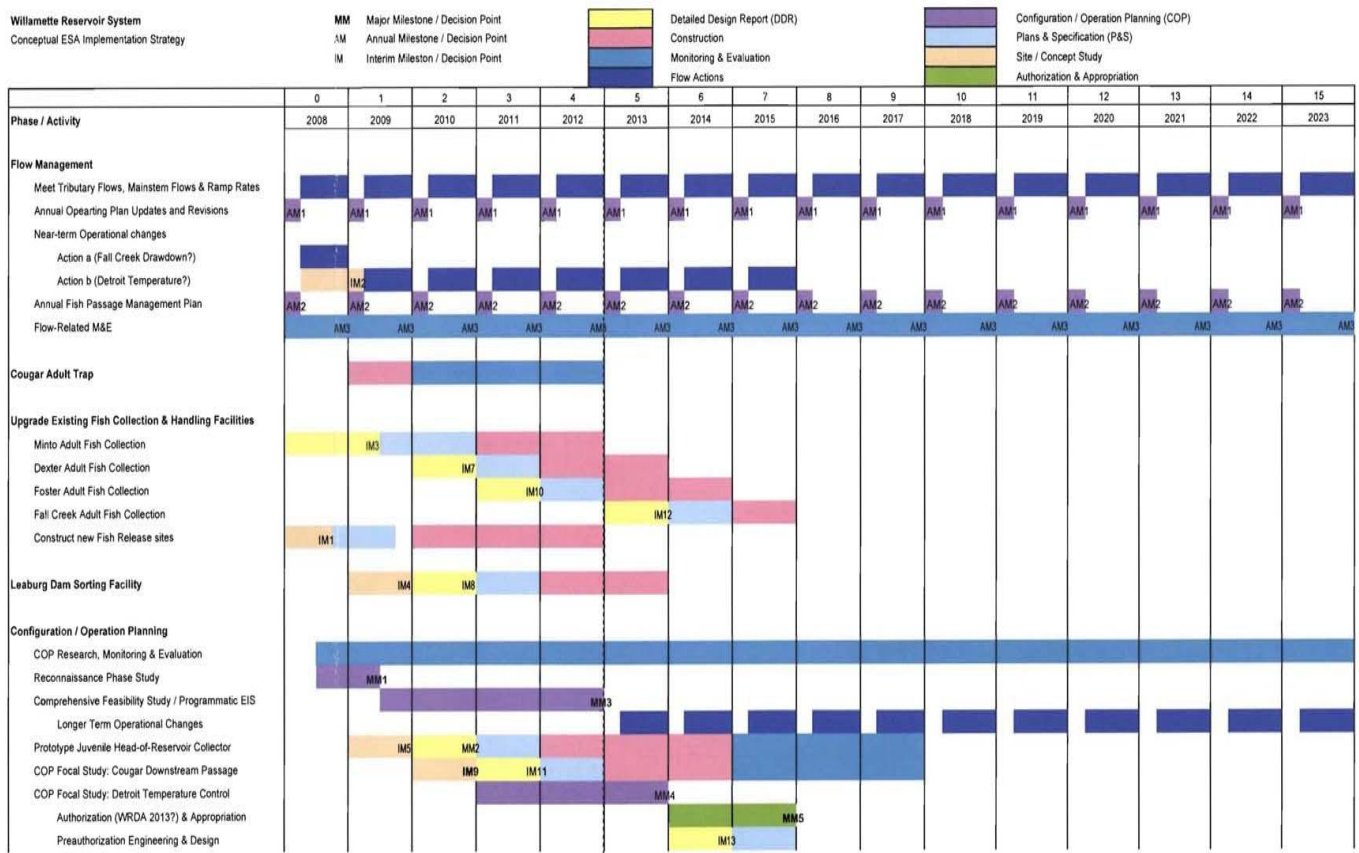 Willamette Reservoir System
Conceptual ESA Implementation Strategy
MM Major Milestone / Decision Point
AM Annual Milestone / Decision Point
IM Interim Mileston / Decision Point
Detailed Design Report (DDR)
Construction
Monitoring & Evaluation
Flow Actions
Configuration / Operation Planning (COP)
Plans & Specification (P&S)
Site / Concept Study
Authorization & Appropriation
0 1 2 3 4 5 6 7 8 9 10 11 12 13 14 15
Phase / Activity 2008 2009 2010 2011 2012 2013 2014 2015 2016 2017 2018 2019 2020 2021 2022 2023
Flow Management
Meet Tributary Flows, Mainstem Flows & Ramp Rates
Annual Opearting Plan Updates and Revisions AM1 AM1 AM1 AM1 AM1 AM1 AM1 AM1 AM1 AM1 AM1 AM1 AM1 AM1 AM1 AM1
Near-term Operational changes
Action a (Fall Creek Drawdown?)
Action b (Detroit Temperature?) IM2
Annual Fish Passage Management Plan AM2 AM2 AM2 AM2 AM2 AM2 AM2 AM2 AM2 AM2 AM2 AM2 AM2 AM2 AM2 AM2
Flow-Related M&E AM3 AM3 AM3 AM3 AM3 AM3 AM3 AM3 AM3 AM3 AM3 AM3 AM3 AM3 AM3 AM3
Cougar Adult Trap
Upgrade Existing Fish Collection & Handling Facilities
Minto Adult Fish Collection IM3
Dexter Adult Fish Collection IM7
Foster Adult Fish Collection IM10
Fall Creek Adult Fish Collection IM12
Construct new Fish Release sites IM1
Leaburg Dam Sorting Facility IM4 IM8
Configuration / Operation Planning
COP Research, Monitoring & Evaluation
Reconnaissance Phase Study MM1
Comprehensive Feasibility Study / Programmatic EIS MM3
Longer Term Operational Changes
Prototype Juvenile Head-of-Reservoir Collector IM5 MM2
COP Focal Study: Cougar Downstream Passage IM9 IM11
COP Focal Study: Detroit Temperature Control MM4
Authorization (WRDA 2013?) & Appropriation MM5
Preauthorization Engineering & Design IM13